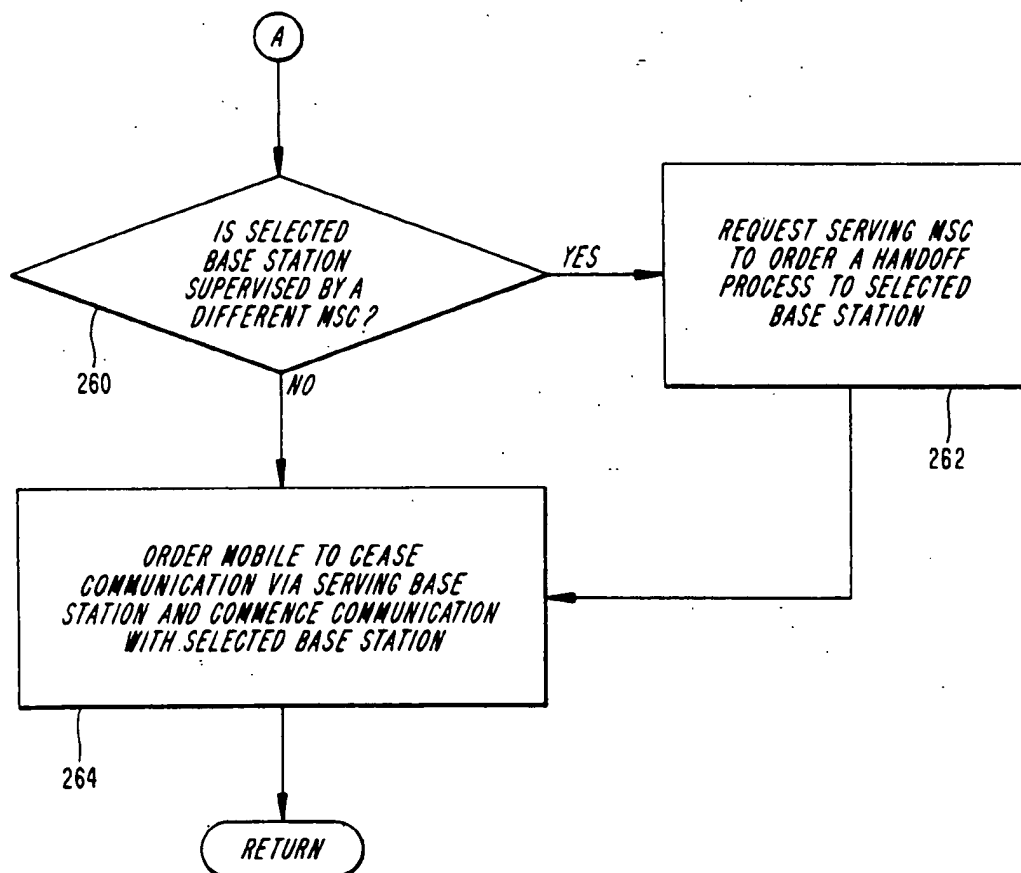 A
IS SELECTED
BASE STATION
SUPERVISED BY A
DIFFERENT MSC?
YES
REQUEST SERVING MSC
TO ORDER A HANDOFF
PROCESS TO SELECTED
BASE STATION
260
NO
262
ORDER MOBILE TO CEASE
COMMUNICATION VIA SERVING BASE
STATION AND COMMENCE COMMUNICATION
WITH SELECTED BASE STATION
264
RETURN